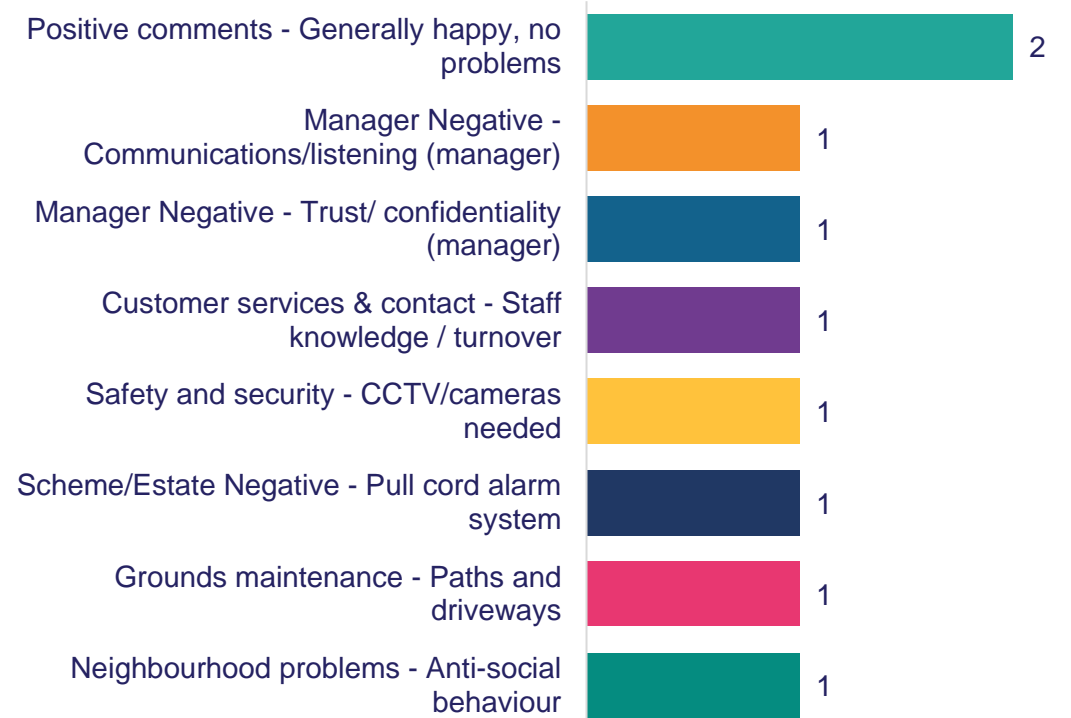 Positive comments - Generally happy, no
problems
2
Manager Negative -
Communications/listening (manager)
1
Manager Negative - Trust/ confidentiality
(manager)
1
Customer services & contact - Staff
knowledge / turnover
1
Safety and security - CCTV/cameras
needed
1
Scheme/Estate Negative - Pull cord alarm
system
1
Grounds maintenance - Paths and
driveways
1
Neighbourhood problems - Anti-social
behaviour
1